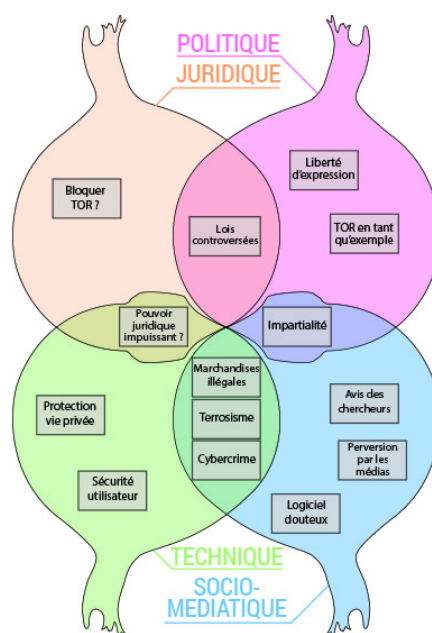 POLITIQUE
JURIDIQUE
Liberté
d'expression
Bloquer
TOR ?
Lois
controversées
TOR en tant
qu'exemple
Pouvoir
juridique
impuissant ?
Impartialité
Marchandises
illégales
Avis des
chercheurs
Protection
vie privée
Terrosisme
Cybercrime
Perversion
par les
médias
Sécurité
utilisateur
Logiciel
douteux
TECHNIQUE
SOCIO-
MEDIATIQUE